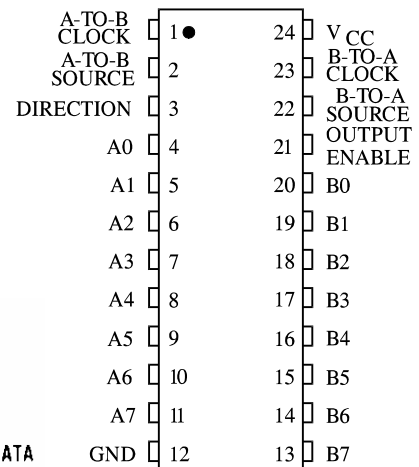 A-TO-B CLOCK 1 24 V CC
A-TO-B SOURCE 2 23 B-TO-A CLOCK
DIRECTION 3 22 B-TO-A SOURCE
A0 4 21 OUTPUT ENABLE
A1 5 20 B0
A2 6 19 B1
A3 7 18 B2
A4 8 17 B3
A5 9 16 B4
A6 10 15 B5
A7 11 14 B6
ATA GND 12 13 B7